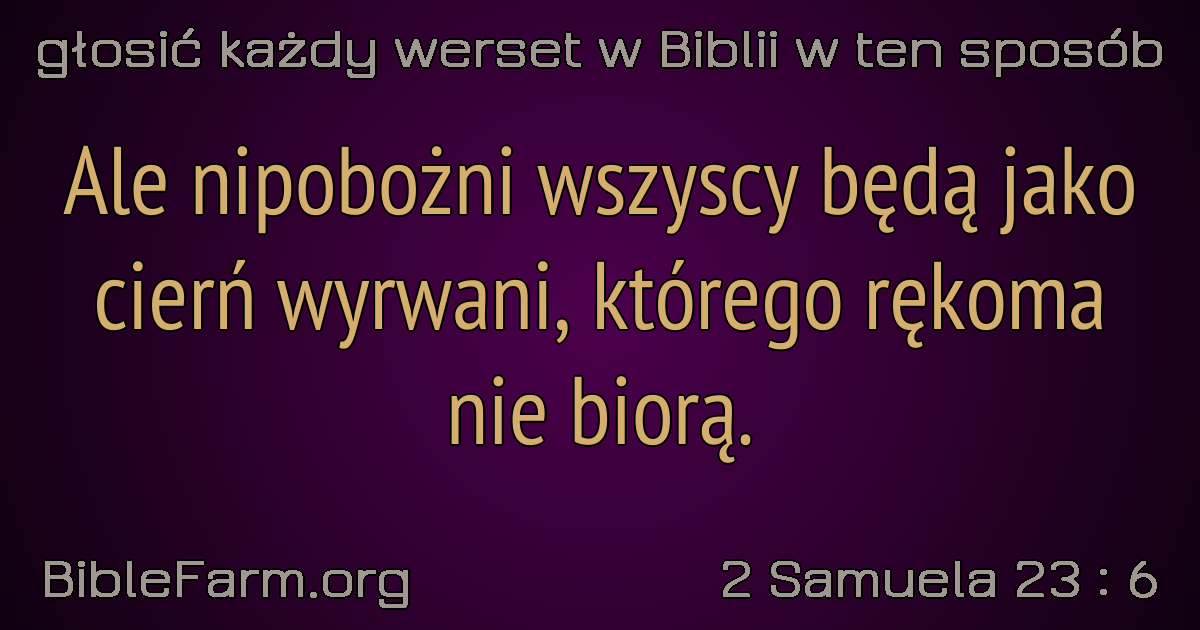 głosić każdy werset w Biblii w ten sposób
Ale nipobożni wszyscy będą jako
cierń wyrwani, którego rękoma
nie biorą.
BibleFarm.org
2 Samuela 23 : 6